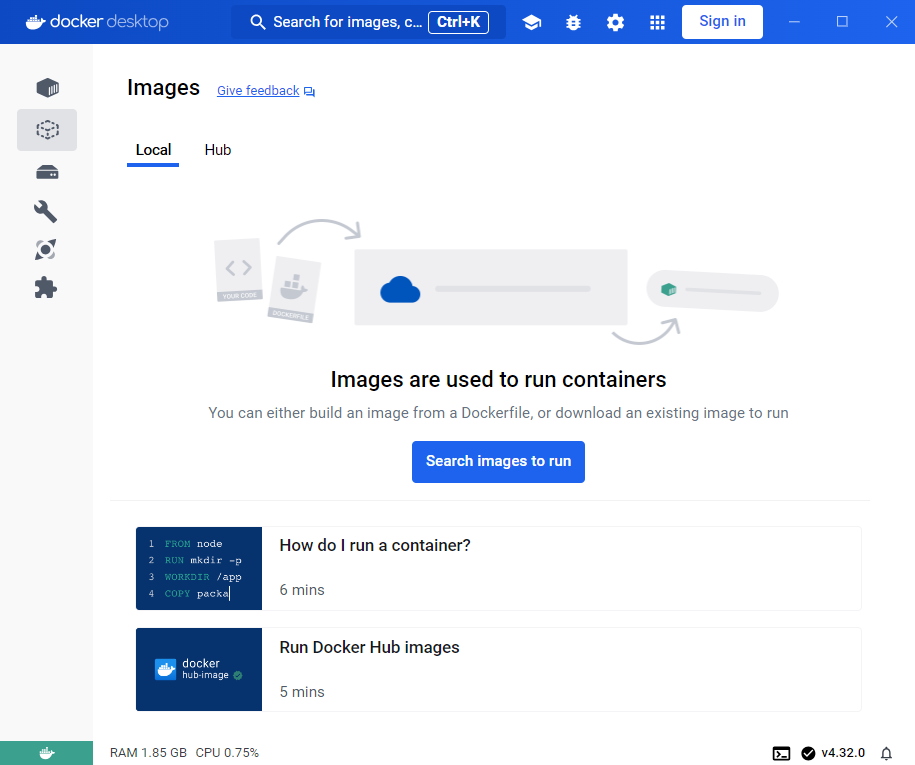 docker desktop
Search for images, c... Ctrl+K
Sign in
Images
Give feedback
Local
Hub
YOUR CODE
DOCKERFILE
Images are used to run containers
You can either build an image from a Dockerfile, or download an existing image to run
Search images to run
1 FROM node
2 RUN mkdir -p
3 WORKDIR /app
4 COPY packa
How do I run a container?
6 mins
docker
hub-image
Run Docker Hub images
5 mins
RAM 1.85 GB CPU 0.75%
v4.32.0